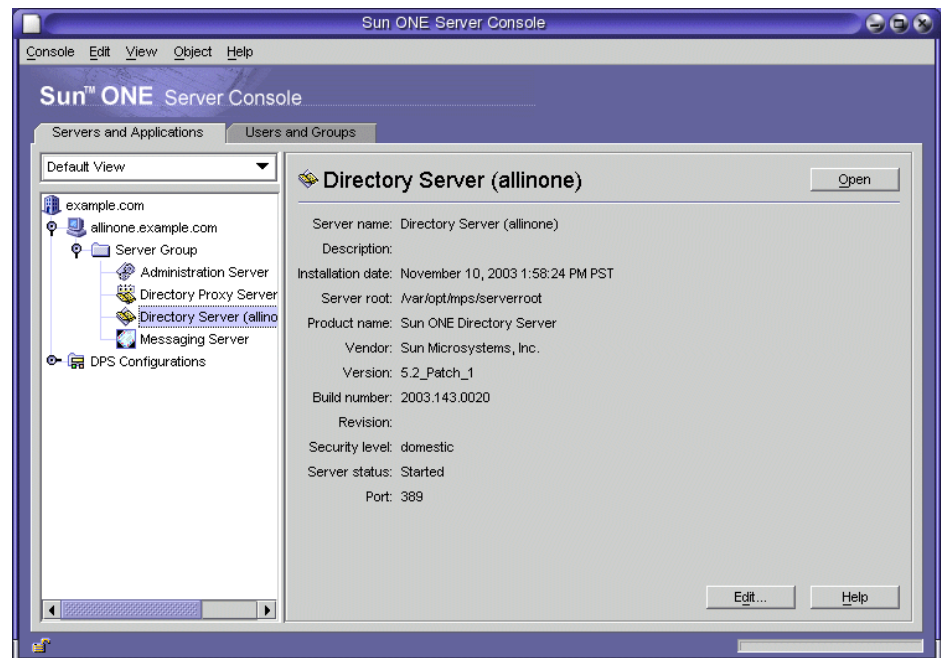 Sun ONE Server Console
Console Edit View Object Help
Sun™ ONE Server Console
Servers and Applications Users and Groups
Default View
example.com
allinone.example.com
Server Group
Administration Server
Directory Proxy Server
Directory Server (allino
Messaging Server
DPS Configurations
Directory Server (allinone)
Open
Server name: Directory Server (allinone)
Description:
Installation date: November 10, 2003 1:58:24 PM PST
Server root: /var/opt/mps/serverroot
Product name: Sun ONE Directory Server
Vendor: Sun Microsystems, Inc.
Version: 5.2_Patch_1
Build number: 2003.143.0020
Revision:
Security level: domestic
Server status: Started
Port: 389
Edit... Help